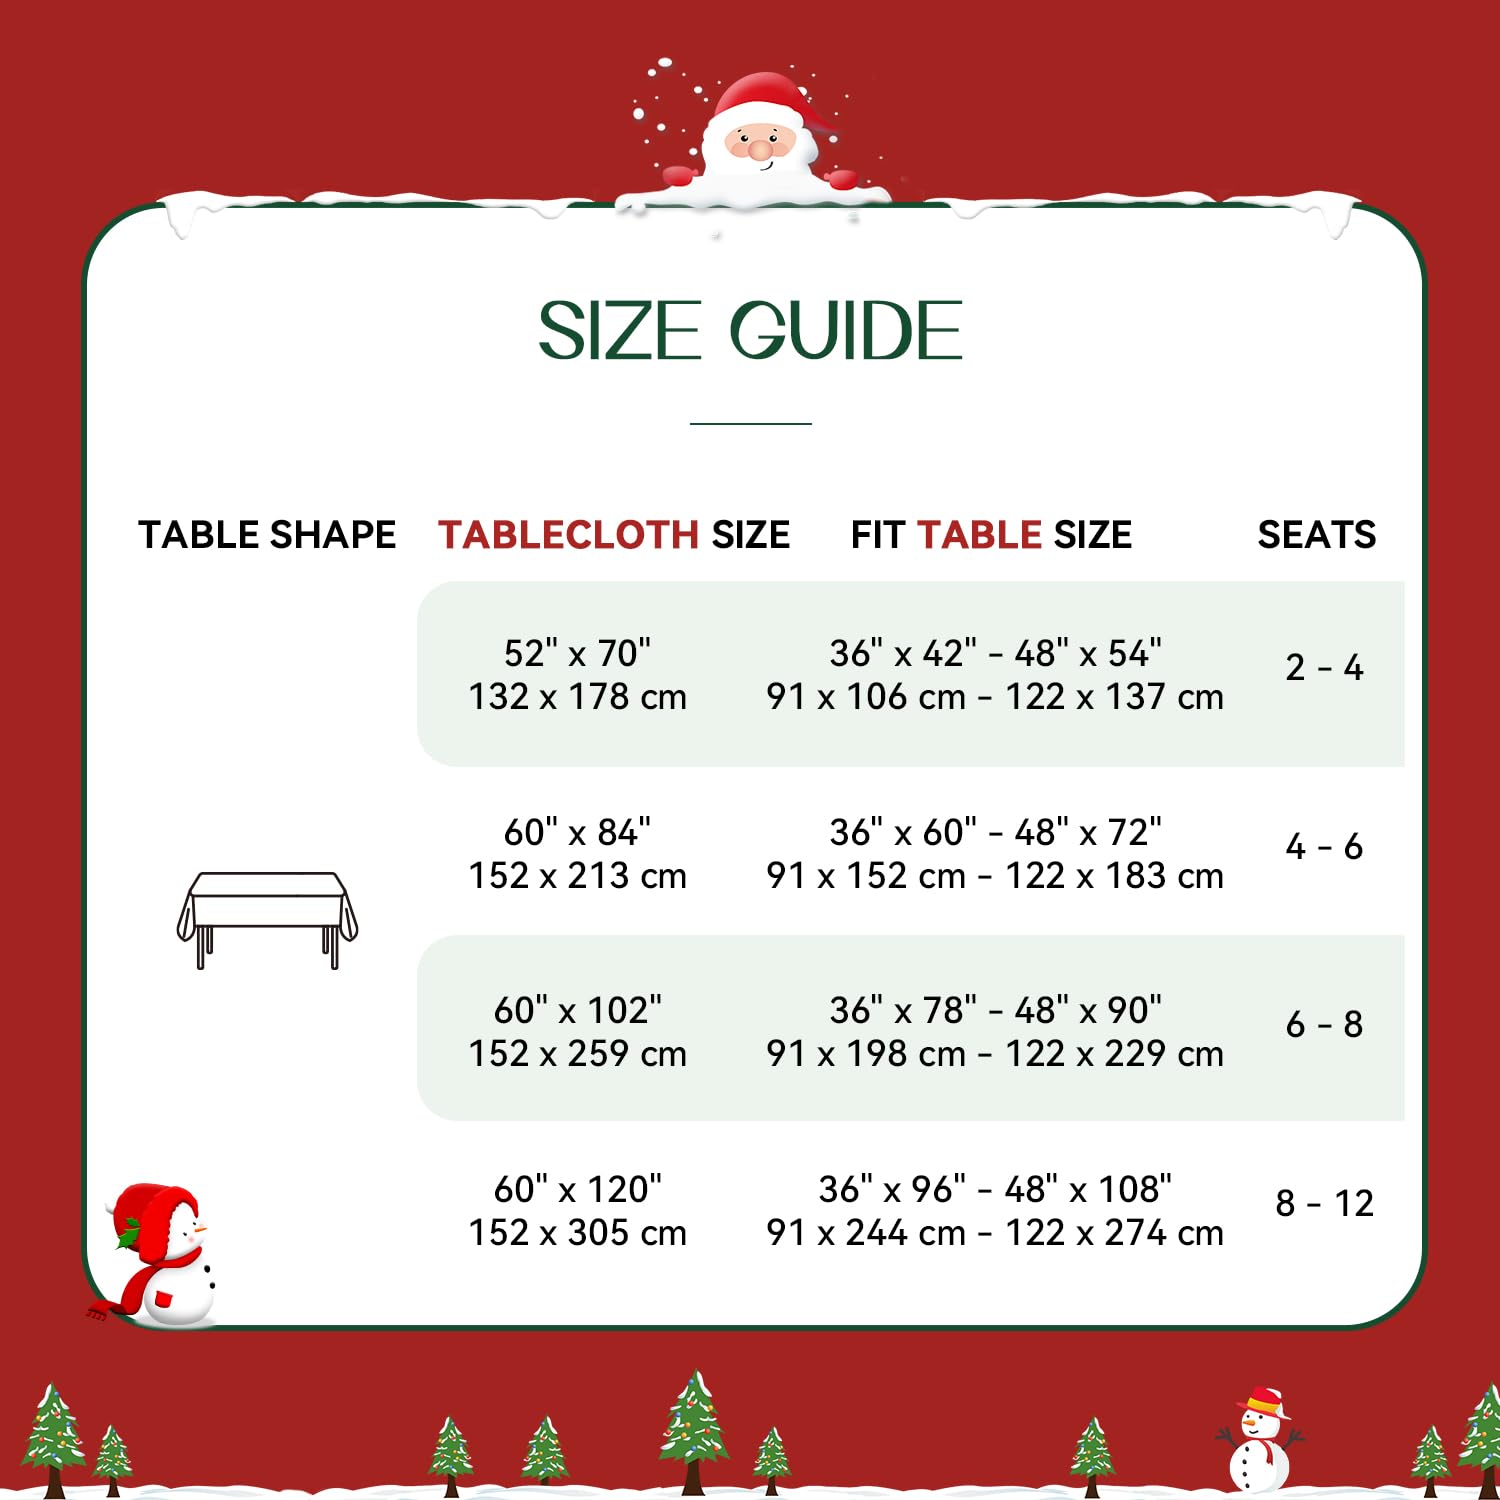 SIZE GUIDE
TABLE SHAPE TABLECLOTH SIZE FIT TABLE SIZE SEATS
52" x 70" 36" x 42" - 48" x 54"
2 - 4
132 x 178 cm 91 x 106 cm - 122 x 137 cm
60" x 84" 36" x 60" - 48" x 72"
4 - 6
152 x 213 cm 91 x 152 cm - 122 x 183 cm
60" x 102" 36" x 78" - 48" x 90"
6 - 8
152 x 259 cm 91 x 198 cm - 122 x 229 cm
60" x 120" 36" x 96" - 48" x 108"
8 - 12
152 x 305 cm 91 x 244 cm - 122 x 274 cm